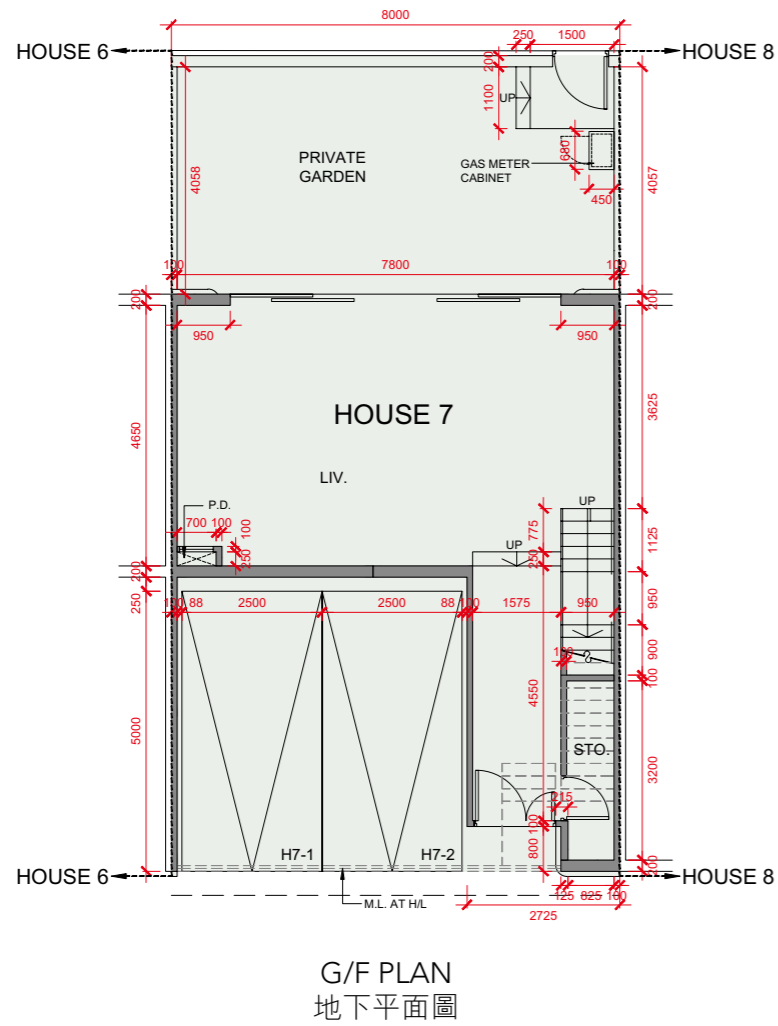 8000
250
1500
HOUSE 6
HOUSE 8
200
1100
UP
PRIVATE
GARDEN
680
GAS METER
CABINET
450
4058
4057
100
7800
100
200
200
950
950
4650
3625
HOUSE 7
LIV.
P.D.
UP
700
100
100
250
775
UP
250
1125
200
250
100
88
2500
2500
88
100
1575
950
950
100
900
100
5000
4550
STO.
3200
215
100
800
H7-1
H7-2
200
HOUSE 6
HOUSE 8
M.L. AT H/L
125
825
100
2725
G/F PLAN
地下平面圖